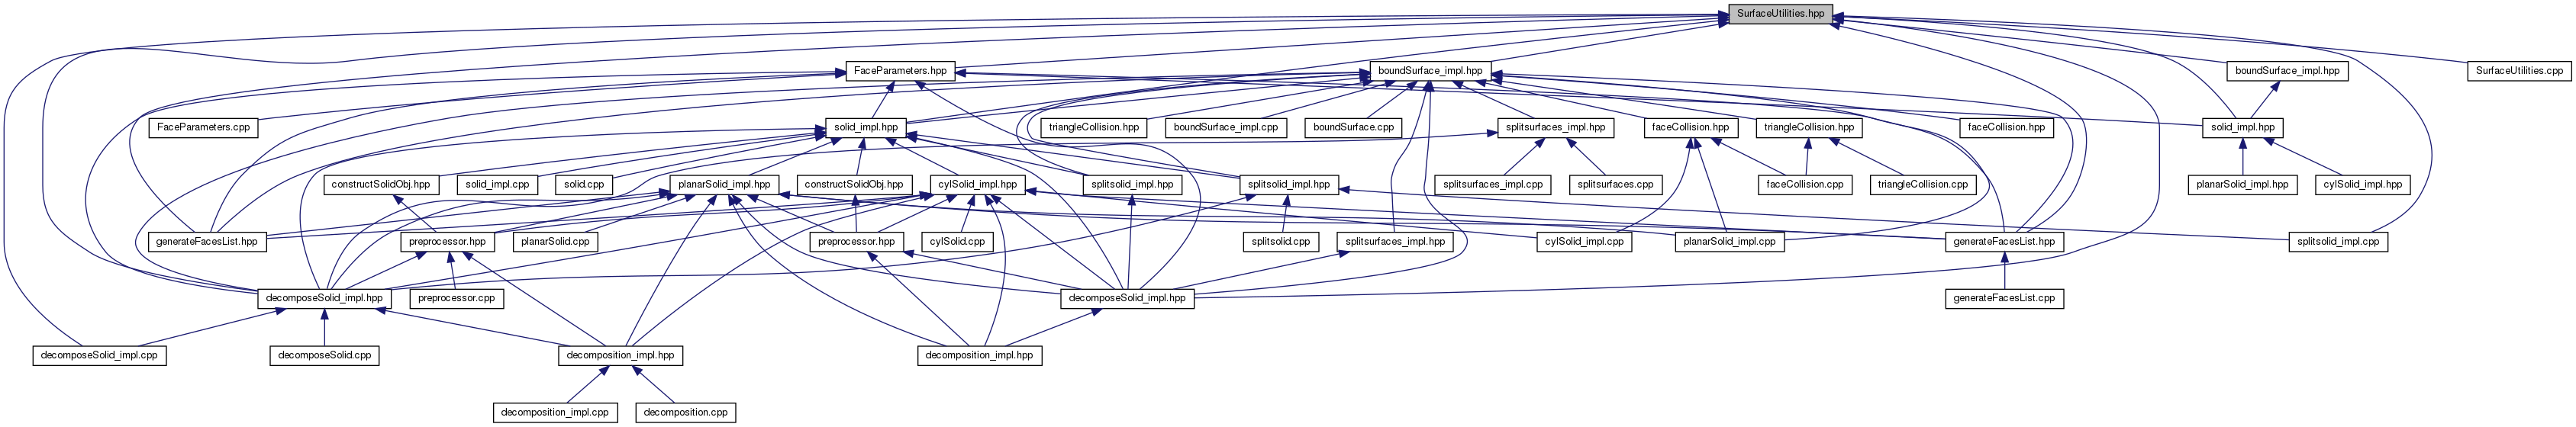 SurfaceUtilities.hpp
FaceParameters.hpp
boundSurface_impl.hpp
boundSurface_impl.hpp
SurfaceUtilities.cpp
FaceParameters.cpp
solid_impl.hpp
triangleCollision.hpp
boundSurface_impl.cpp
boundSurface.cpp
splitsurfaces_impl.hpp
faceCollision.hpp
triangleCollision.hpp
faceCollision.hpp
solid_impl.hpp
constructSolidObj.hpp
solid_impl.cpp
solid.cpp
planarSolid_impl.hpp
constructSolidObj.hpp
cylSolid_impl.hpp
splitsolid_impl.hpp
splitsolid_impl.hpp
splitsurfaces_impl.cpp
splitsurfaces.cpp
faceCollision.cpp
triangleCollision.cpp
planarSolid_impl.hpp
cylSolid_impl.hpp
generateFacesList.hpp
preprocessor.hpp
planarSolid.cpp
preprocessor.hpp
cylSolid.cpp
splitsolid.cpp
splitsurfaces_impl.hpp
cylSolid_impl.cpp
planarSolid_impl.cpp
generateFacesList.hpp
splitsolid_impl.cpp
decomposeSolid_impl.hpp
preprocessor.cpp
decomposeSolid_impl.hpp
generateFacesList.cpp
decomposeSolid_impl.cpp
decomposeSolid.cpp
decomposition_impl.hpp
decomposition_impl.hpp
decomposition_impl.cpp
decomposition.cpp